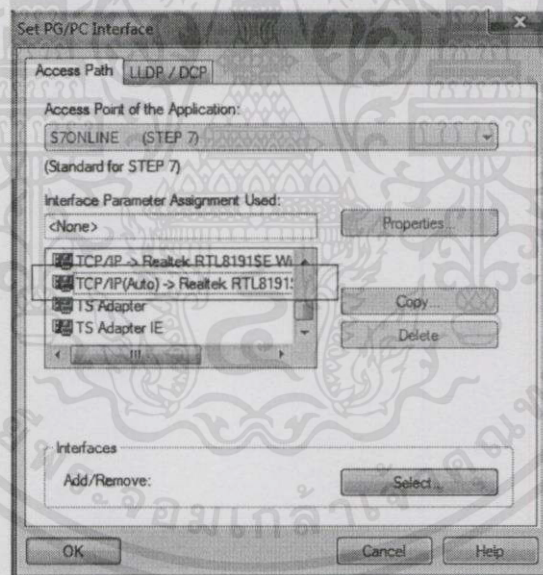 Set PG/PC Interface
Access Path LLDP / DCP
Access Point of the Application:
S7ONLINE (STEP 7)
(Standard for STEP 7)
Interface Parameter Assignment Used:
<None>
Properties...
TCP/IP -> Realtek RTL8191SE Wi
TCP/IP(Auto) -> Realtek RTL8191
TS Adapter
TS Adapter IE
Copy...
Delete
Interfaces
Add/Remove:
Select...
OK
Cancel
Help